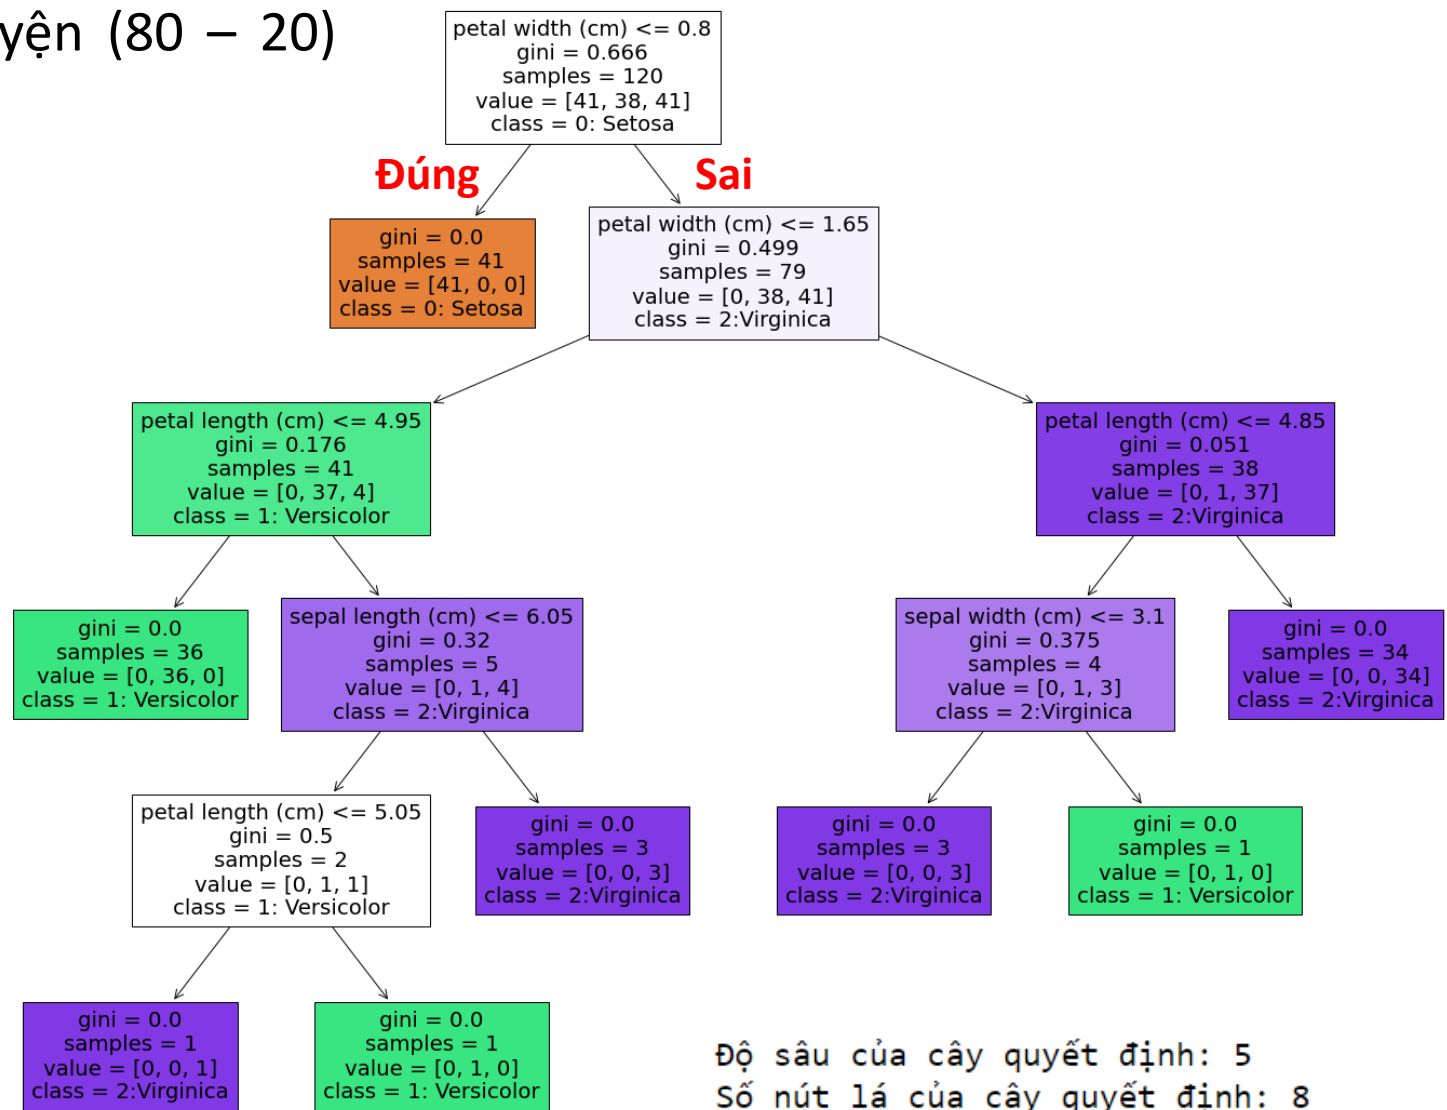 yện (80 – 20)
petal width (cm) <= 0.8
gini = 0.666
samples = 120
value = [41, 38, 41]
class = 0: Setosa
Đúng
Sai
gini = 0.0
samples = 41
value = [41, 0, 0]
class = 0: Setosa
petal width (cm) <= 1.65
gini = 0.499
samples = 79
value = [0, 38, 41]
class = 2:Virginica
petal length (cm) <= 4.95
gini = 0.176
samples = 41
value = [0, 37, 4]
class = 1: Versicolor
petal length (cm) <= 4.85
gini = 0.051
samples = 38
value = [0, 1, 37]
class = 2:Virginica
gini = 0.0
samples = 36
value = [0, 36, 0]
class = 1: Versicolor
sepal length (cm) <= 6.05
gini = 0.32
samples = 5
value = [0, 1, 4]
class = 2:Virginica
sepal width (cm) <= 3.1
gini = 0.375
samples = 4
value = [0, 1, 3]
class = 2:Virginica
gini = 0.0
samples = 34
value = [0, 0, 34]
class = 2:Virginica
petal length (cm) <= 5.05
gini = 0.5
samples = 2
value = [0, 1, 1]
class = 1: Versicolor
gini = 0.0
samples = 3
value = [0, 0, 3]
class = 2:Virginica
gini = 0.0
samples = 3
value = [0, 0, 3]
class = 2:Virginica
gini = 0.0
samples = 1
value = [0, 1, 0]
class = 1: Versicolor
gini = 0.0
samples = 1
value = [0, 0, 1]
class = 2:Virginica
gini = 0.0
samples = 1
value = [0, 1, 0]
class = 1: Versicolor
Độ sâu của cây quyết định: 5
Số nút lá của cây quyết định: 8